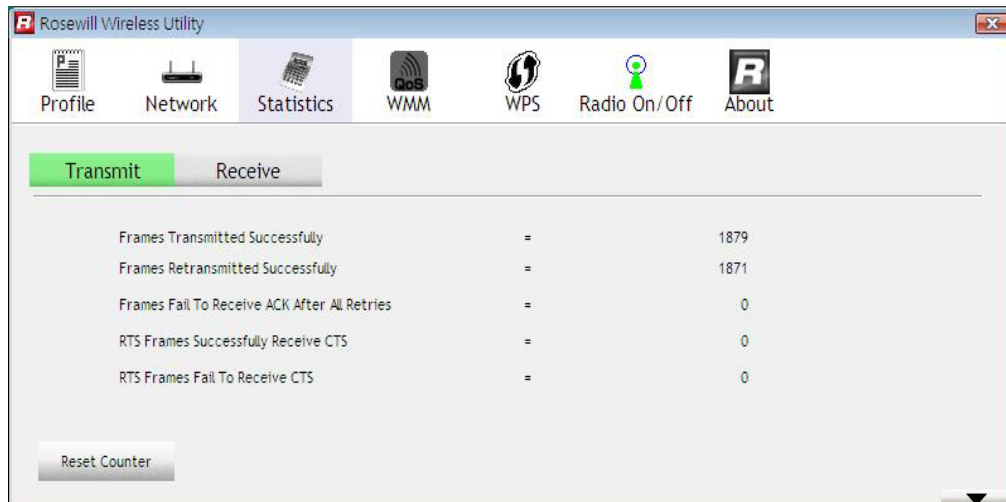 R Rosewill Wireless Utility
P
QoS
R
Profile Network Statistics WMM WPS Radio On/Off About
Transmit Receive
Frames Transmitted Successfully = 1879
Frames Retransmitted Successfully = 1871
Frames Fail To Receive ACK After All Retries = 0
RTS Frames Successfully Receive CTS = 0
RTS Frames Fail To Receive CTS = 0
Reset Counter